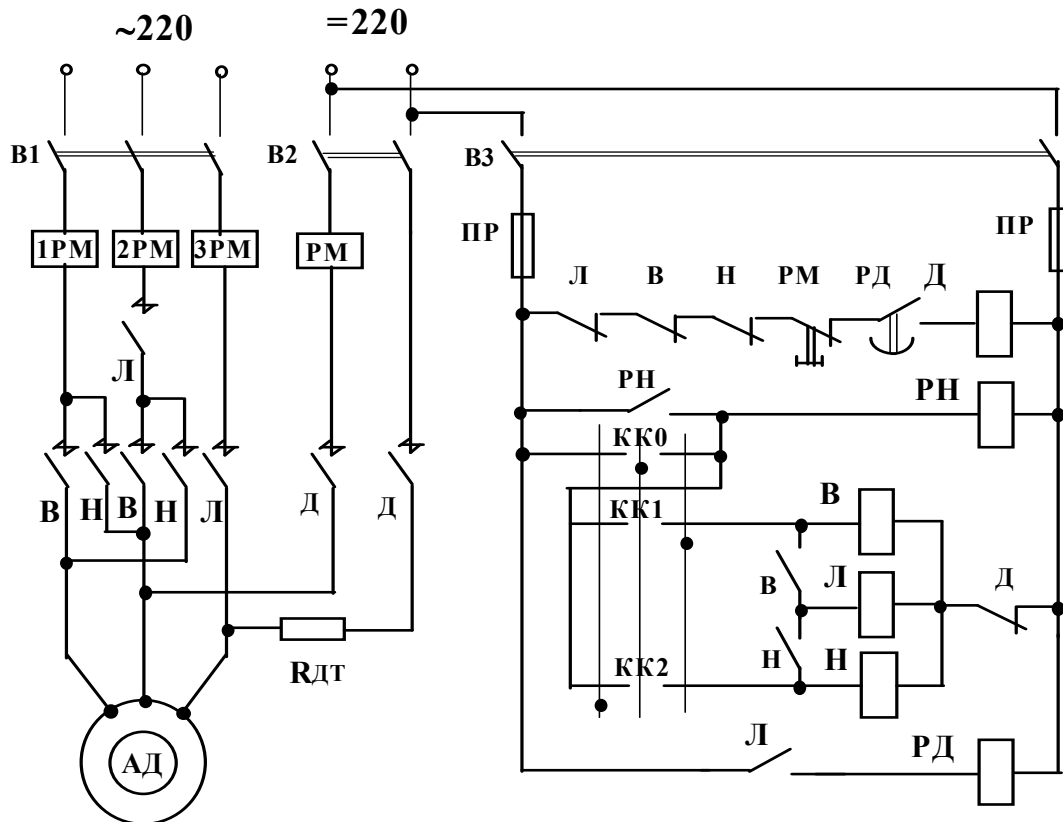 ~220
=220
В1
В2
В3
1РМ
2РМ
3РМ
РМ
ПР
ПР
Л
В
Н
РМ
РД
Д
Л
РН
РН
КК0
В
Н
В
Н
Л
Д
Д
КК1
В
В
Л
Д
RДТ
КК2
Н
Н
Л
РД
АД